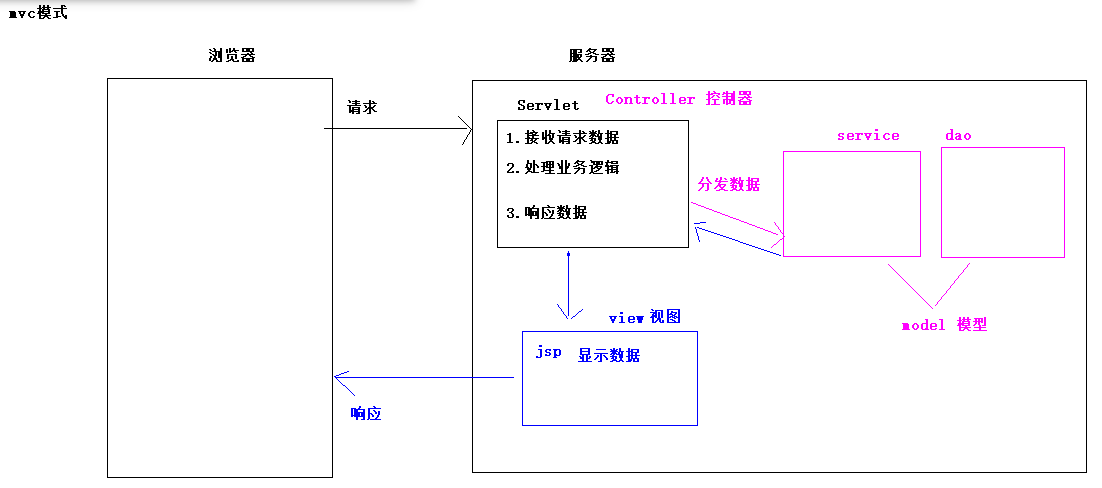 mvc模式
浏览器
服务器
请求
Servlet
Controller 控制器
1.接收请求数据
2.处理业务逻辑
3.响应数据
分发数据
service
dao
model 模型
view 视图
jsp 显示数据
响应